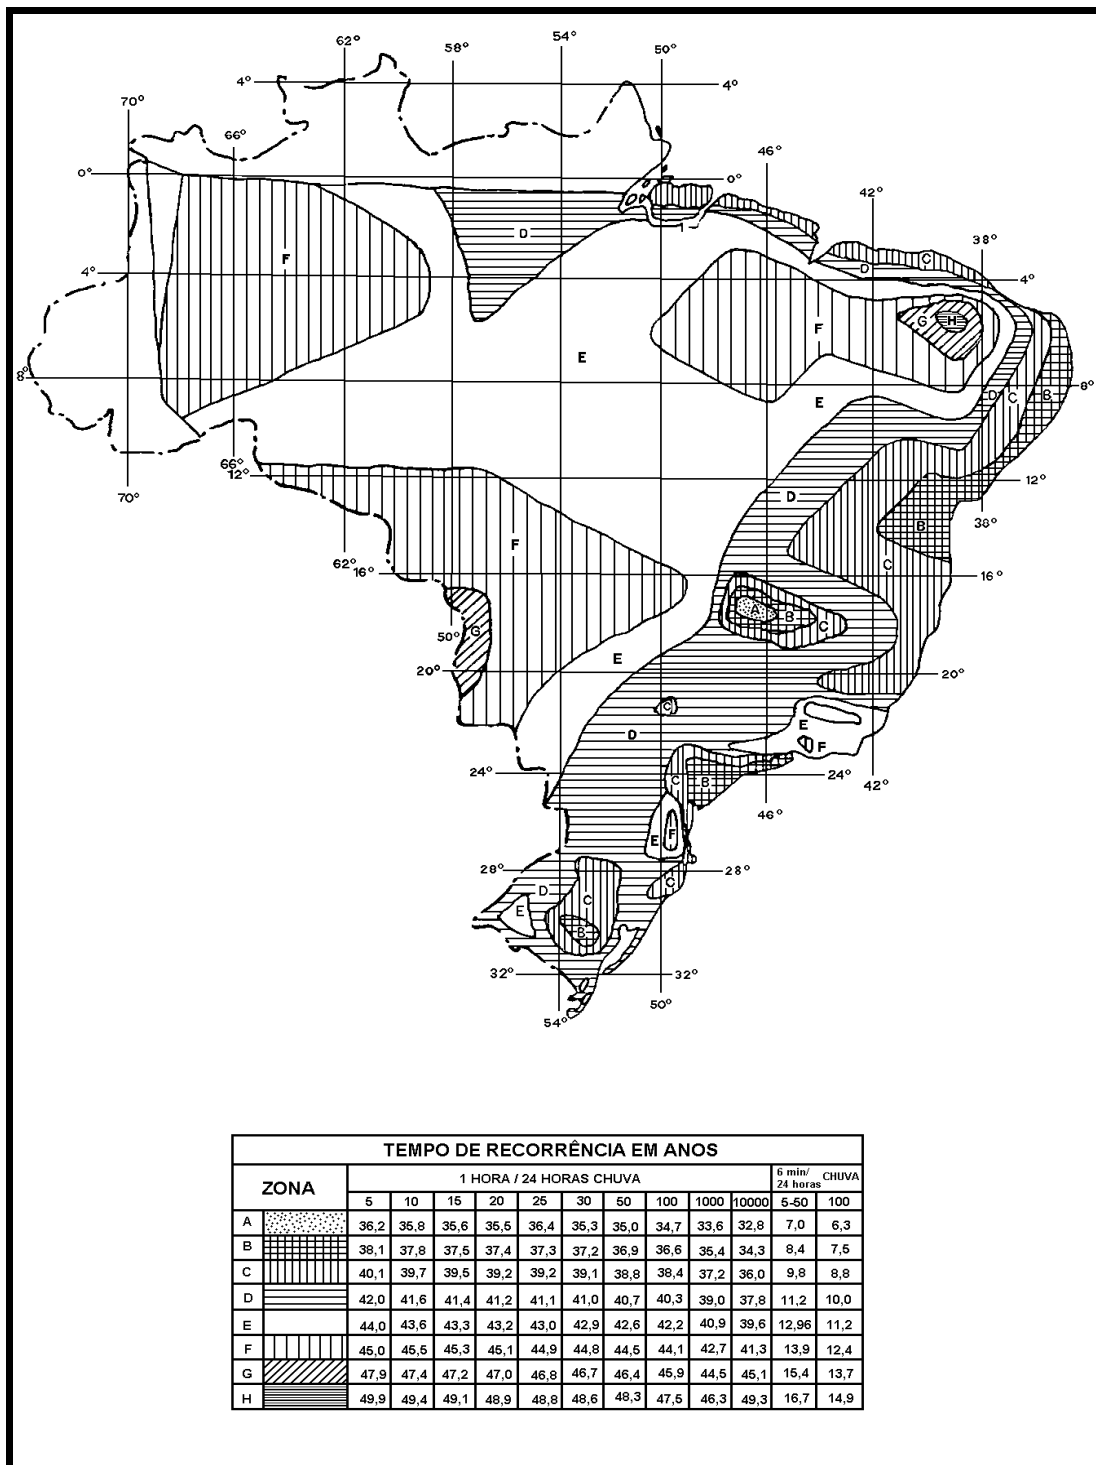 54°
62°
58°
50°
4°
4°
70°
66°
46°
0°
0°
42°
38°
D
C
F
D
4°
4°
F
G
H
E
8°
8°
E
D
C
B
66°
12°
12°
70°
D
38°
B
F
62°
16°
C
16°
A
B
G
50°
C
E
20°
20°
C
E
D
F
24°
C
B
24°
42°
46°
E
F
28°
28°
C
D
C
E
B
32°
32°
50°
54°
TEMPO DE RECORRÊNCIA EM ANOS
ZONA
1 HORA / 24 HORAS CHUVA
6 min/ 24 horas CHUVA
5 10 15 20 25 30 50 100 1000 10000 5-50 100
A 36,2 35,8 35,6 35,5 36,4 35,3 35,0 34,7 33,6 32,8 7,0 6,3
B 38,1 37,8 37,5 37,4 37,3 37,2 36,9 36,6 35,4 34,3 8,4 7,5
C 40,1 39,7 39,5 39,2 39,2 39,1 38,8 38,4 37,2 36,0 9,8 8,8
D 42,0 41,6 41,4 41,2 41,1 41,0 40,7 40,3 39,0 37,8 11,2 10,0
E 44,0 43,6 43,3 43,2 43,0 42,9 42,6 42,2 40,9 39,6 12,96 11,2
F 45,0 45,5 45,3 45,1 44,9 44,8 44,5 44,1 42,7 41,3 13,9 12,4
G 47,9 47,4 47,2 47,0 46,8 46,7 46,4 45,9 44,5 45,1 15,4 13,7
H 49,9 49,4 49,1 48,9 48,8 48,6 48,3 47,5 46,3 49,3 16,7 14,9